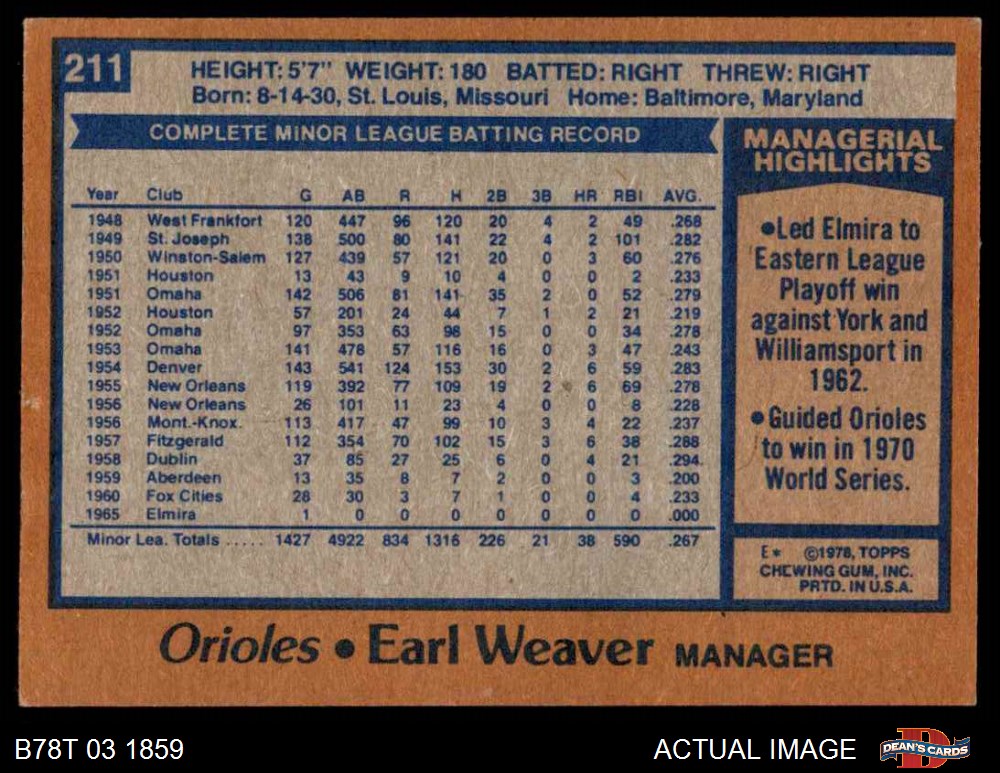 211
HEIGHT: 5'7" WEIGHT: 180 BATTED: RIGHT THREW: RIGHT
Born: 8-14-30, St. Louis, Missouri Home: Baltimore, Maryland
COMPLETE MINOR LEAGUE BATTING RECORD
Year Club G AB R H 2B 3B HR RBI AVG.
1948 West Frankfort 120 447 96 120 20 4 2 49 .268
1949 St. Joseph 138 500 80 141 22 4 2 101 .282
1950 Winston-Salem 127 439 57 121 20 0 3 60 .276
1951 Houston 13 43 9 10 4 0 0 2 .233
1951 Omaha 142 506 81 141 35 2 0 52 .279
1952 Houston 57 201 24 44 7 1 2 21 .219
1952 Omaha 97 353 63 98 15 0 0 34 .278
1953 Omaha 141 478 57 116 16 0 3 47 .243
1954 Denver 143 541 124 153 30 2 6 59 .283
1955 New Orleans 119 392 77 109 19 2 6 69 .278
1956 New Orleans 26 101 11 23 4 0 0 8 .228
1956 Mont.-Knox. 113 417 47 99 10 3 4 22 .237
1957 Fitzgerald 112 354 70 102 15 3 6 38 .288
1958 Dublin 37 85 27 25 6 0 4 21 .294
1959 Aberdeen 13 35 8 7 2 0 0 3 .200
1960 Fox Cities 28 30 3 7 1 0 0 4 .233
1965 Elmira 1 0 0 0 0 0 0 0 .000
Minor Lea. Totals ..... 1427 4922 834 1316 226 21 38 590 .267
MANAGERIAL
HIGHLIGHTS
●Led Elmira to
Eastern League
Playoff win
against York and
Williamsport in
1962.
●Guided Orioles
to win in 1970
World Series.
E* ©1978, TOPPS
CHEWING GUM, INC.
PRTD. IN U.S.A.
Orioles • Earl Weaver MANAGER
B78T 03 1859
ACTUAL IMAGE
D
DEAN'S CARDS